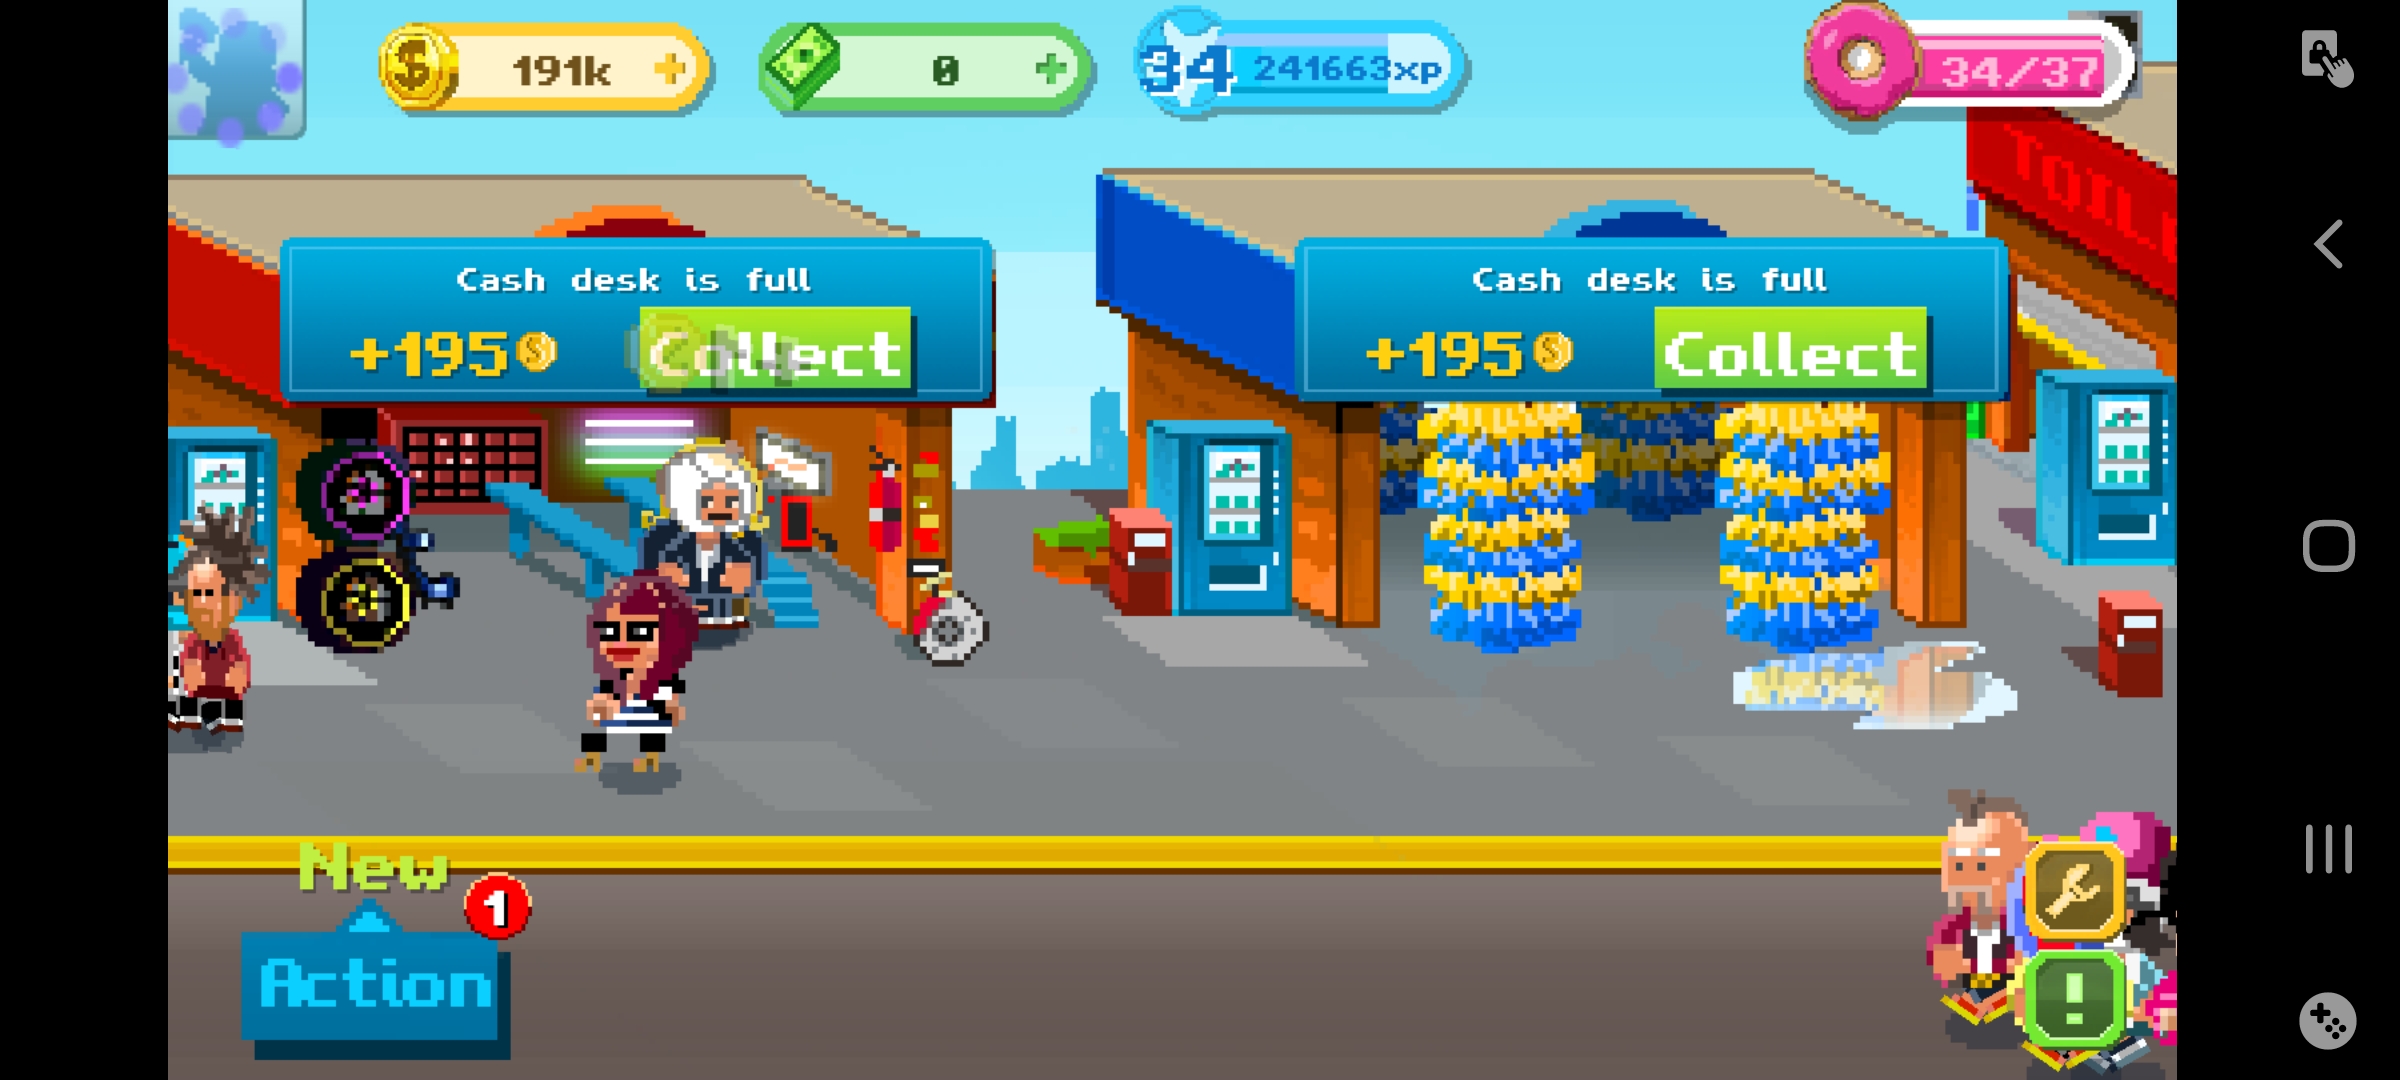 191k
0
34 241663xp
34/37
Cash desk is full
+195 Collect
Cash desk is full
+195 Collect
New
1
Action